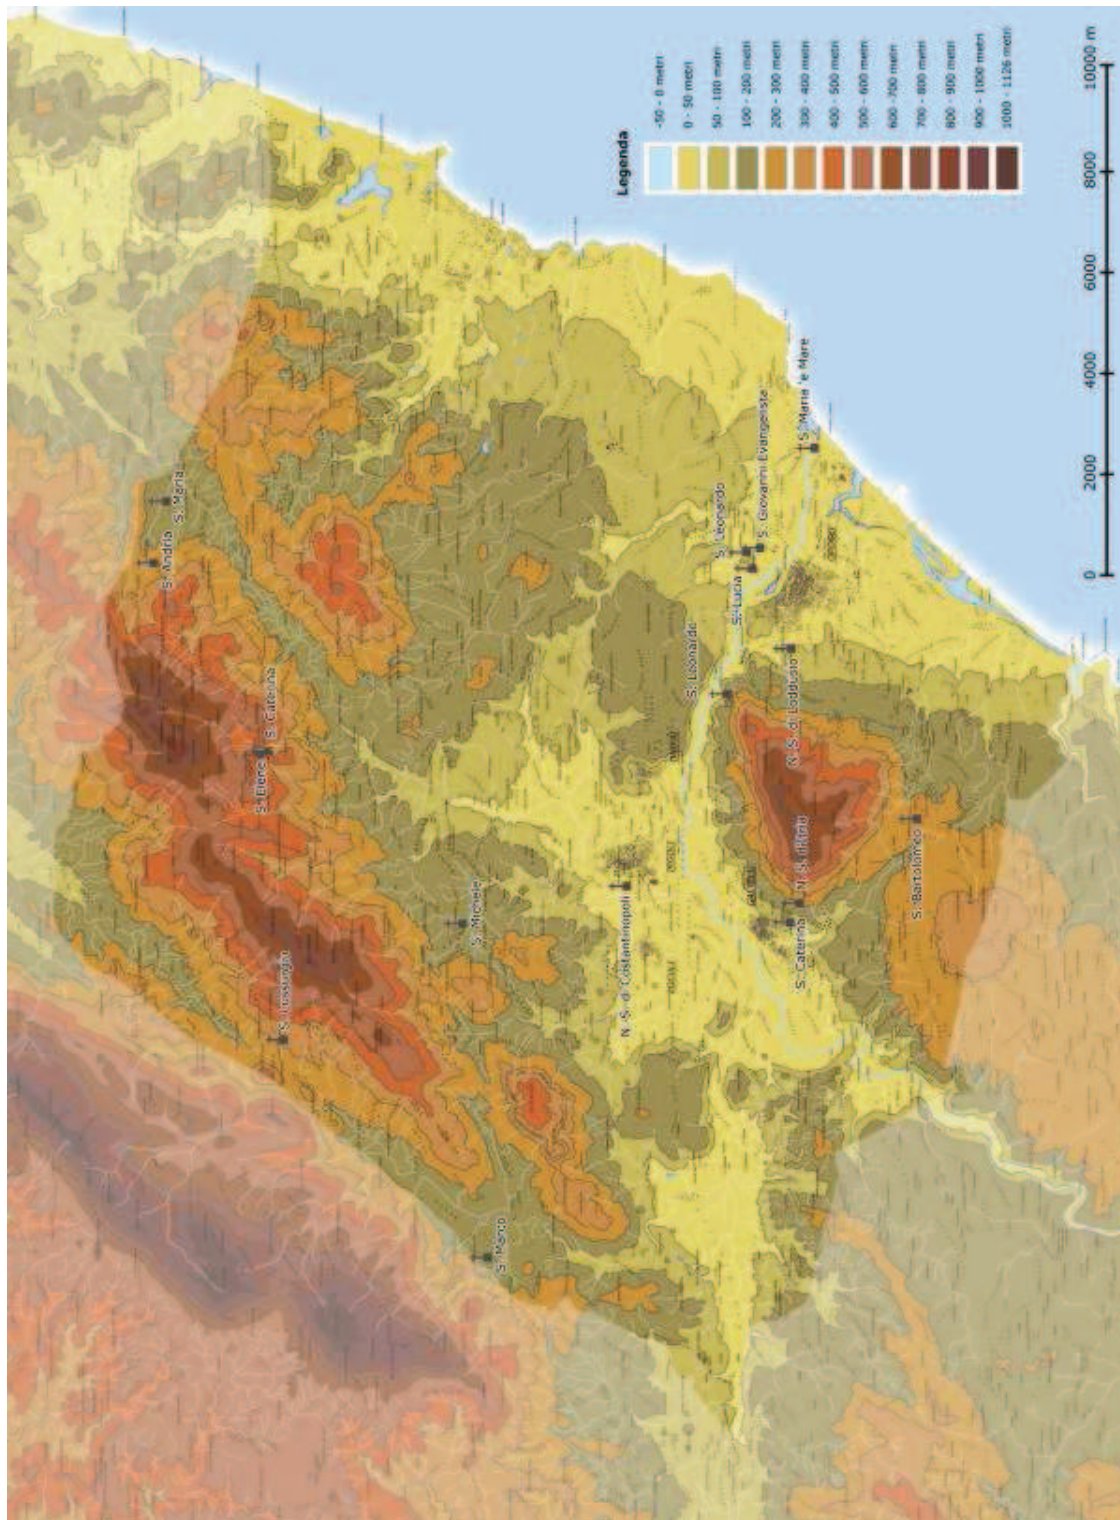 S. Andria
S. Maria
S. Elene
S. Caterina
S. Lussurgiu
S. Michele
S. Marco
N. S. d. Costantinopoli
S. Leonardo
S. Lucia
S. Leonardo
S. Giovanni Evangelista
S. Maria 'e Mare
N. S. di Loddusio
S. Caterina
S. Bartolomeo
Legenda
-50 - 0 metri
0 - 50 metri
50 - 100 metri
100 - 200 metri
200 - 300 metri
300 - 400 metri
400 - 500 metri
500 - 600 metri
600 -700 metri
700 - 800 metri
800 - 900 metri
900 - 1000 metri
1000 - 1126 metri
0
2000
4000
6000
8000
10000 m